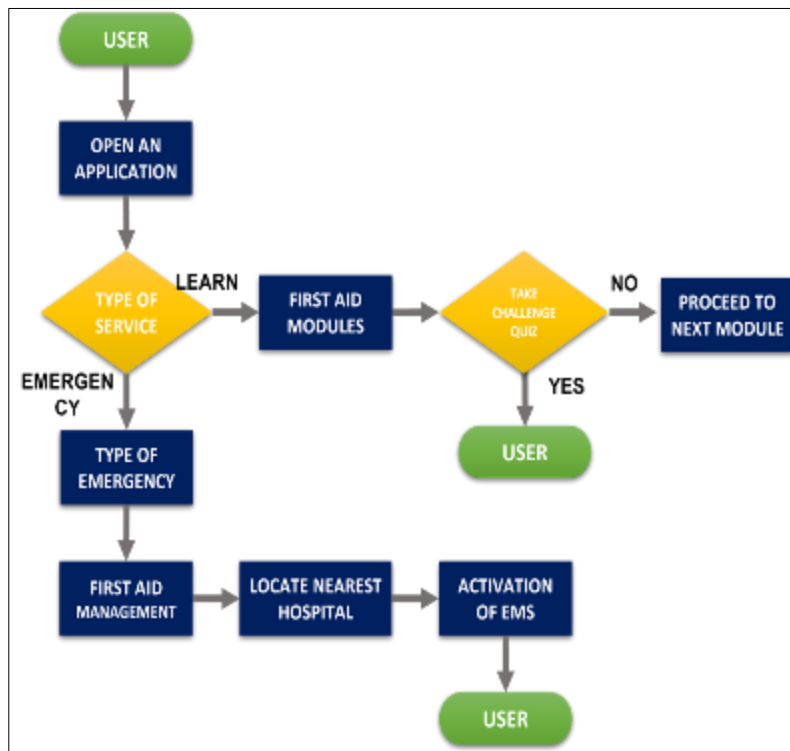 USER
OPEN AN
APPLICATION
TYPE OF
SERVICE
LEARN
FIRST AID
MODULES
TAKE
CHALLENGE
QUIZ
NO
PROCEED TO
NEXT MODULE
YES
USER
EMERGEN
CY
TYPE OF
EMERGENCY
FIRST AID
MANAGEMENT
LOCATE NEAREST
HOSPITAL
ACTIVATION
OF EMS
USER